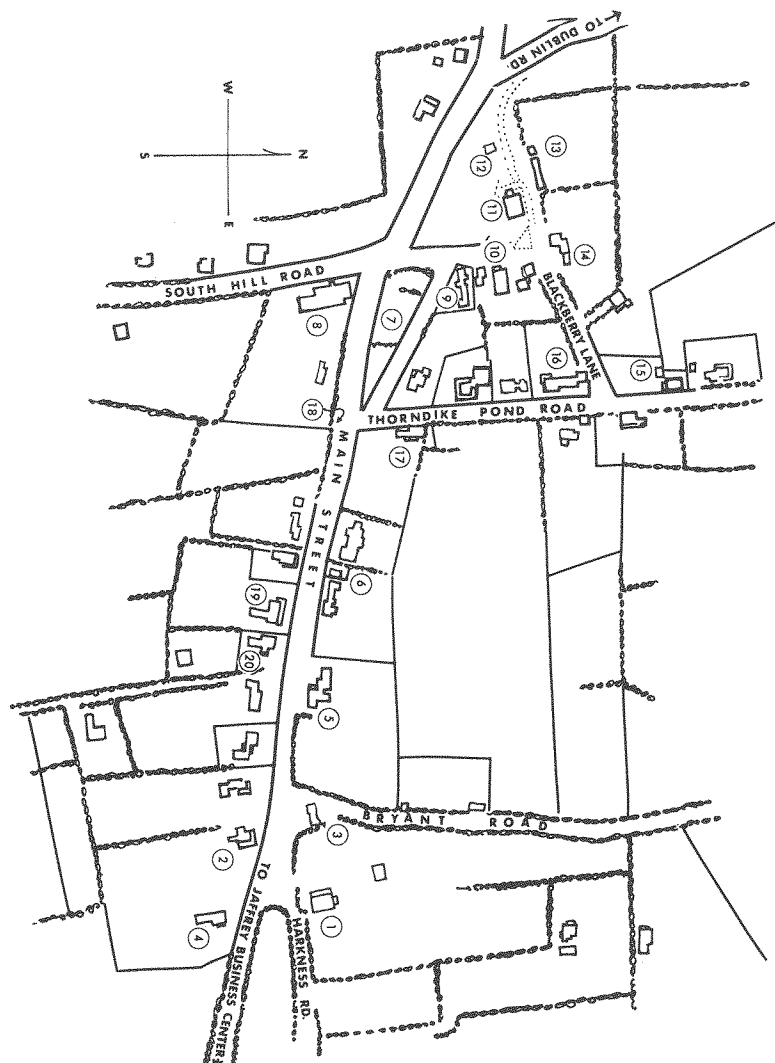 TO DUBLIN RD.
W
S
N
E
13
12
11
14
10
SOUTH HILL ROAD
9
BLACKBERRY LANE
7
8
16
15
18
THORNDIKE POND ROAD
17
MAIN STREET
6
19
20
5
3
BRYANT ROAD
2
1
4
HARKNESS RD.
TO JAFFREY BUSINESS CENTER